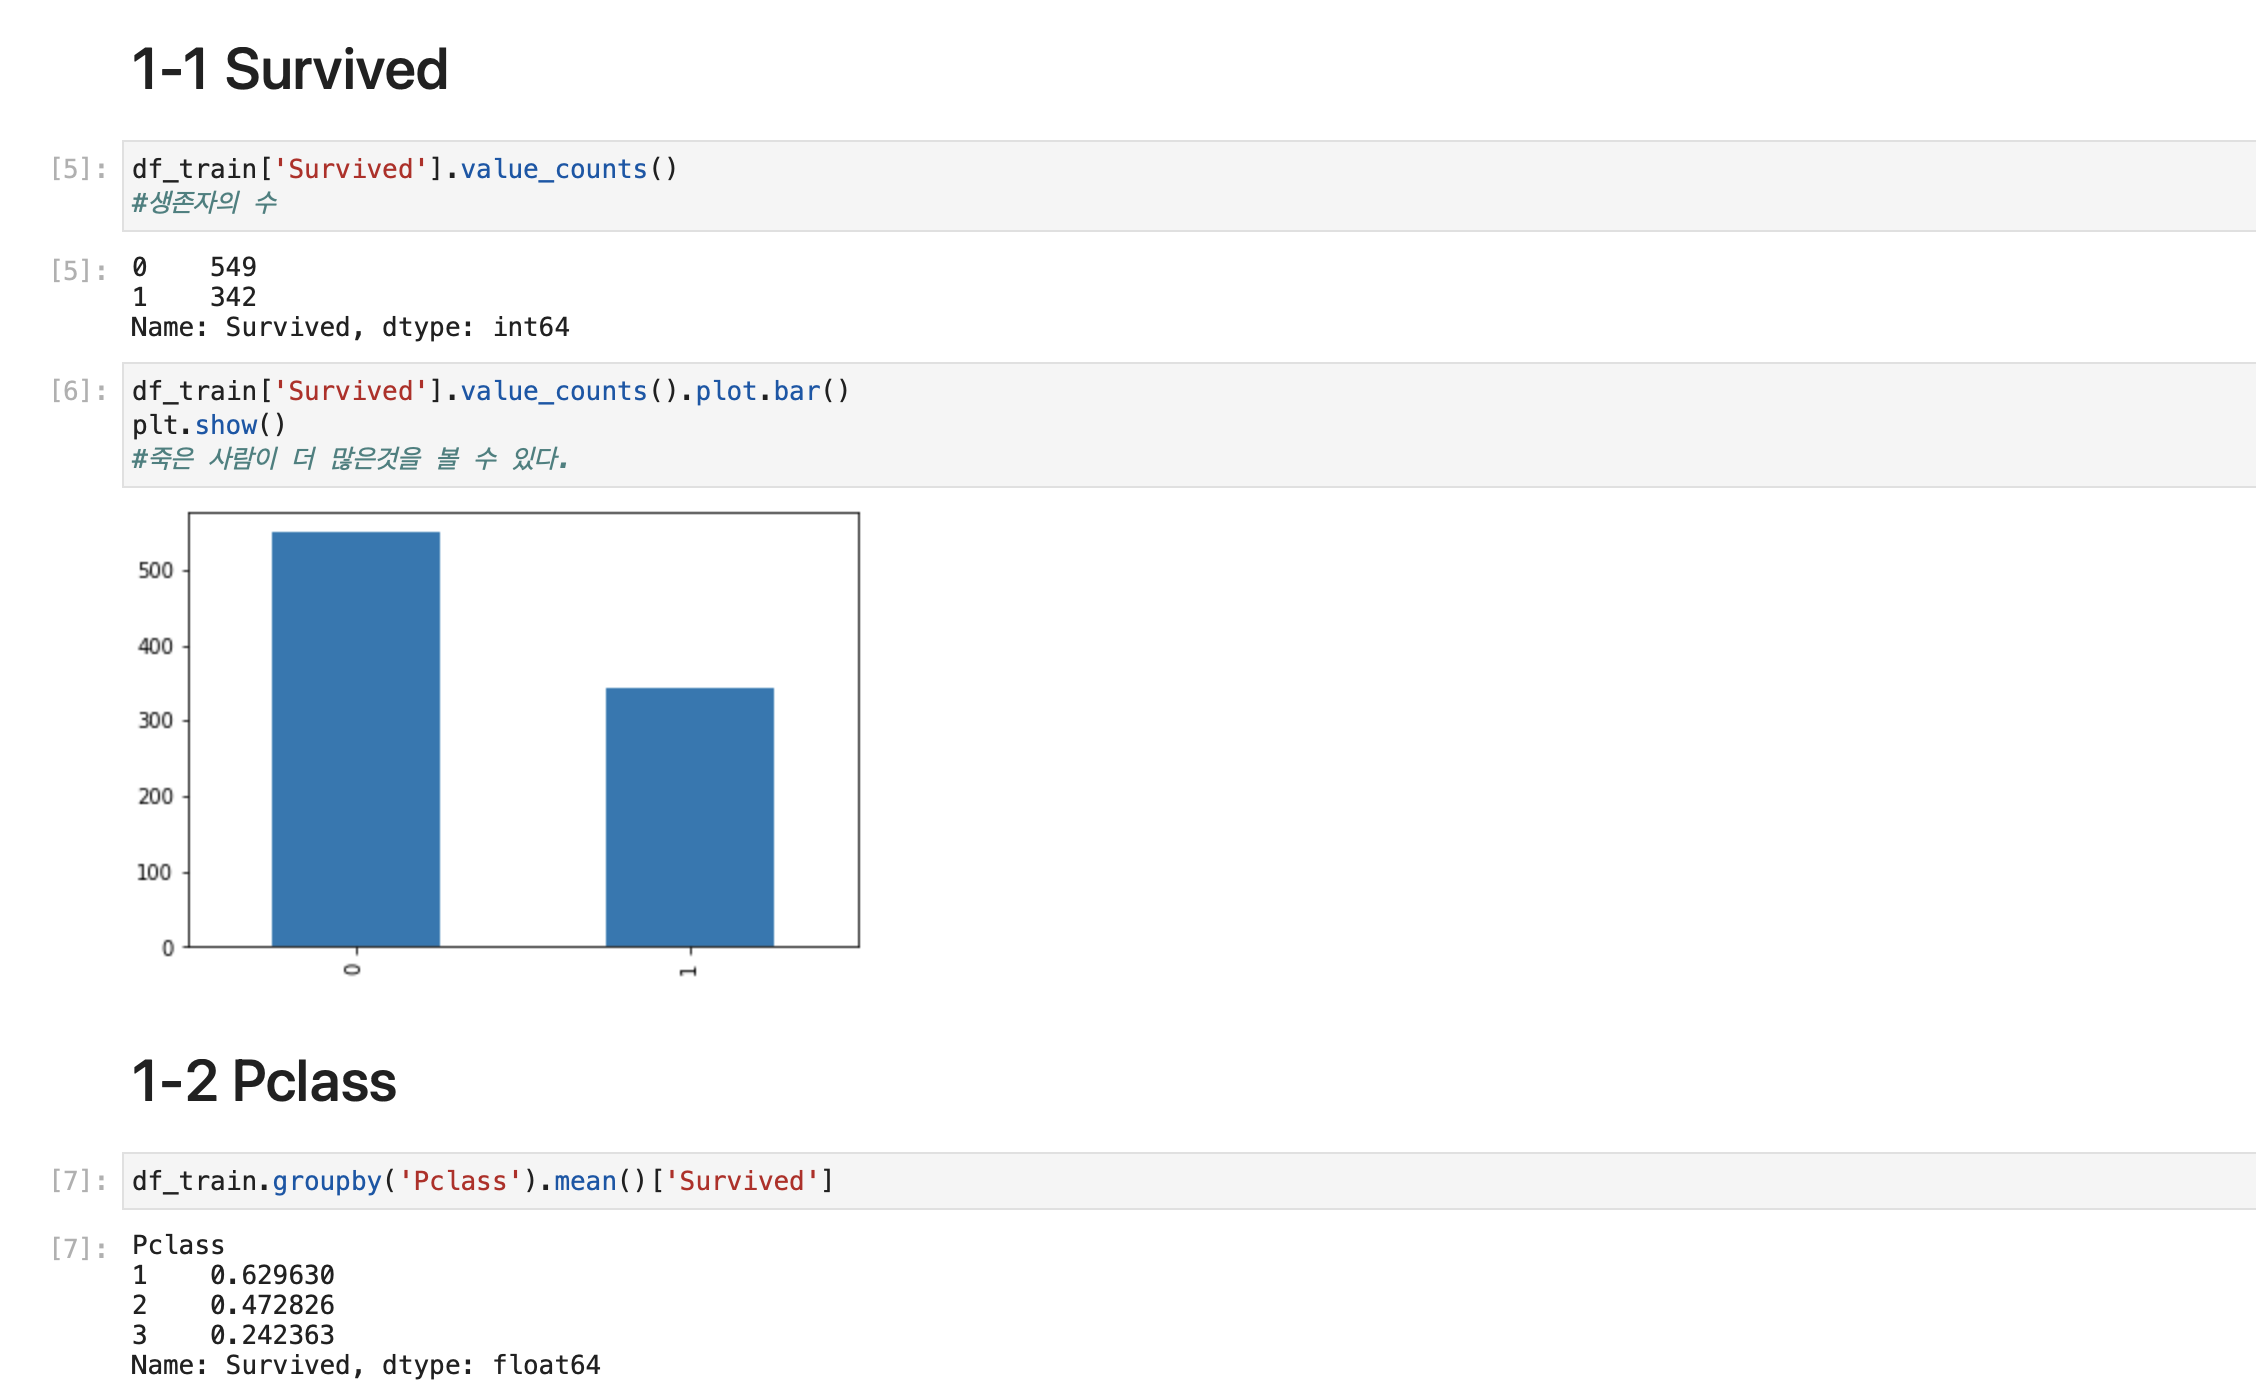 1-1 Survived
[5]: df_train['Survived'].value_counts()
#생존자의 수
[5]: 0    549
1    342
Name: Survived, dtype: int64
[6]: df_train['Survived'].value_counts().plot.bar()
plt.show()
#죽은 사람이 더 많은것을 볼 수 있다.
500
400
300
200
100
0
0 1
1-2 Pclass
[7]: df_train.groupby('Pclass').mean()['Survived']
[7]: Pclass
1    0.629630
2    0.472826
3    0.242363
Name: Survived, dtype: float64